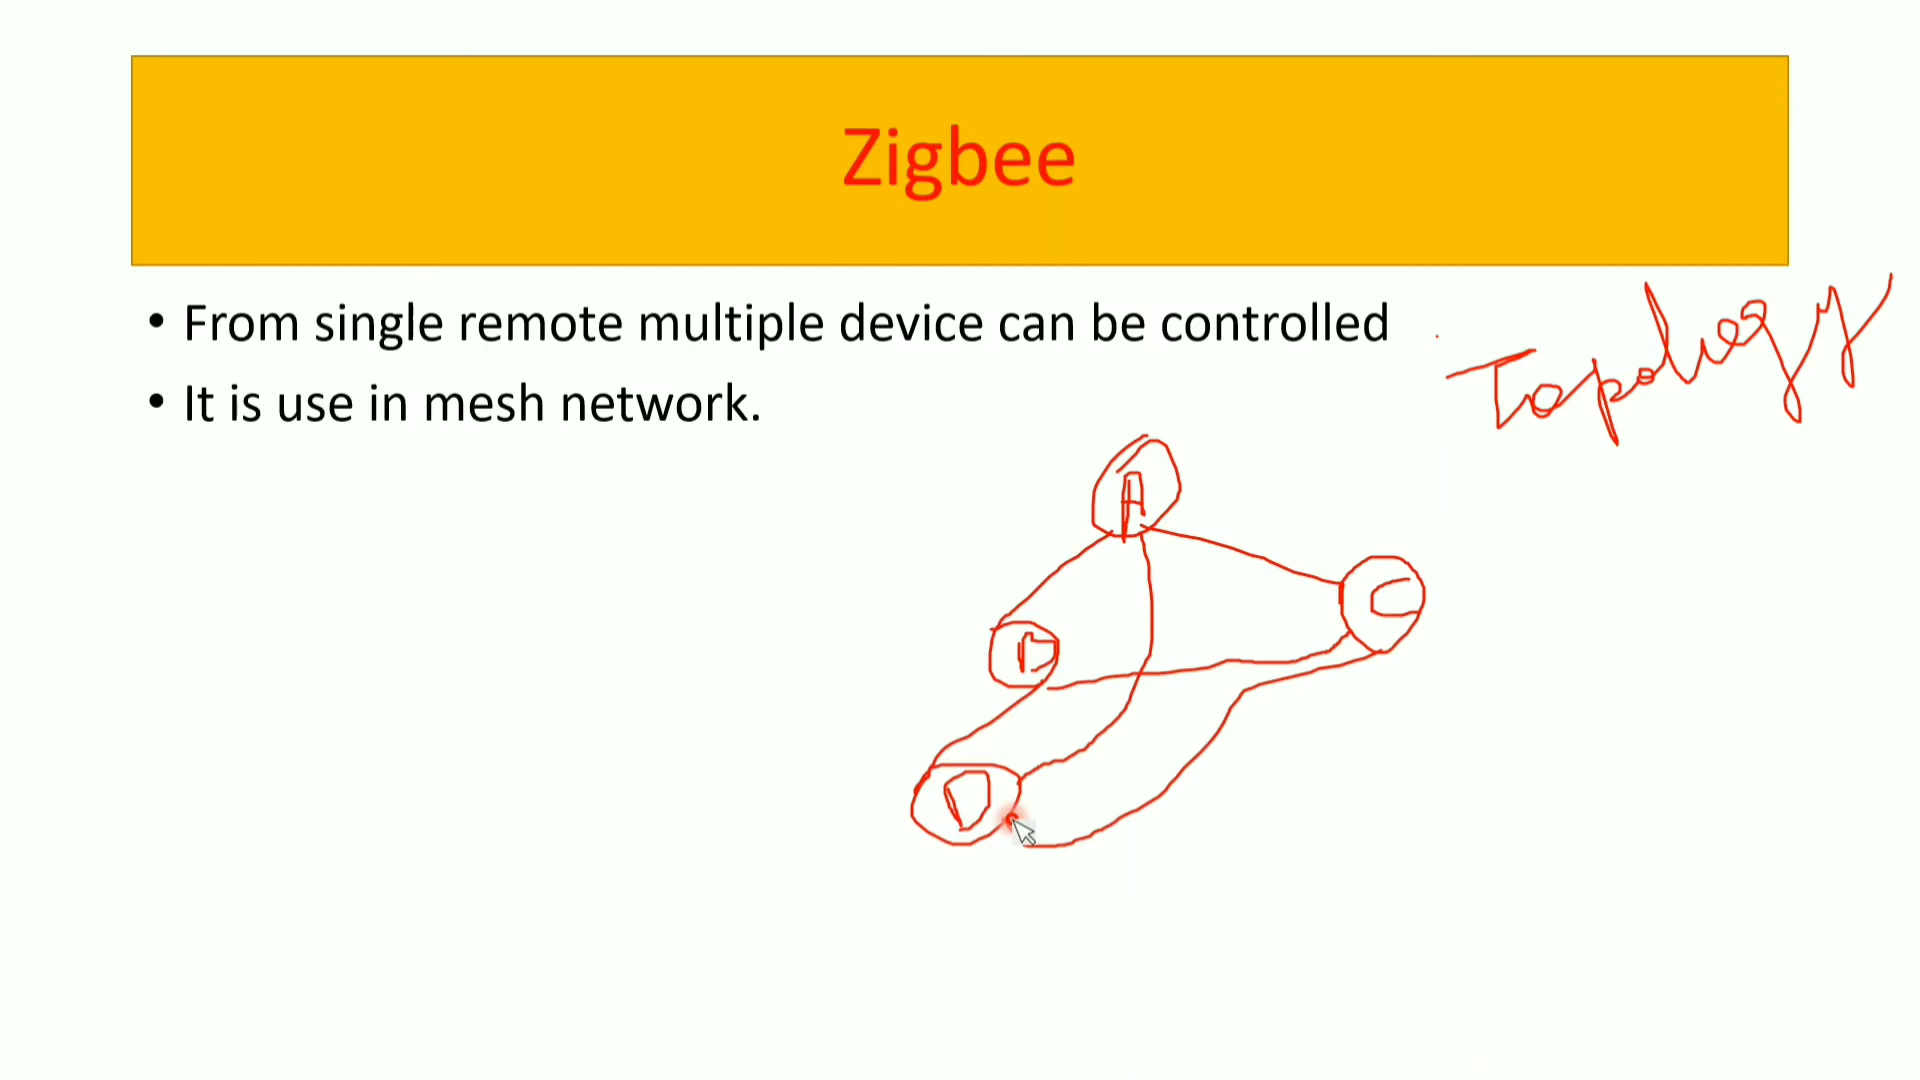 Zigbee
• From single remote multiple device can be controlled
Topology
• It is use in mesh network.
A
C
D